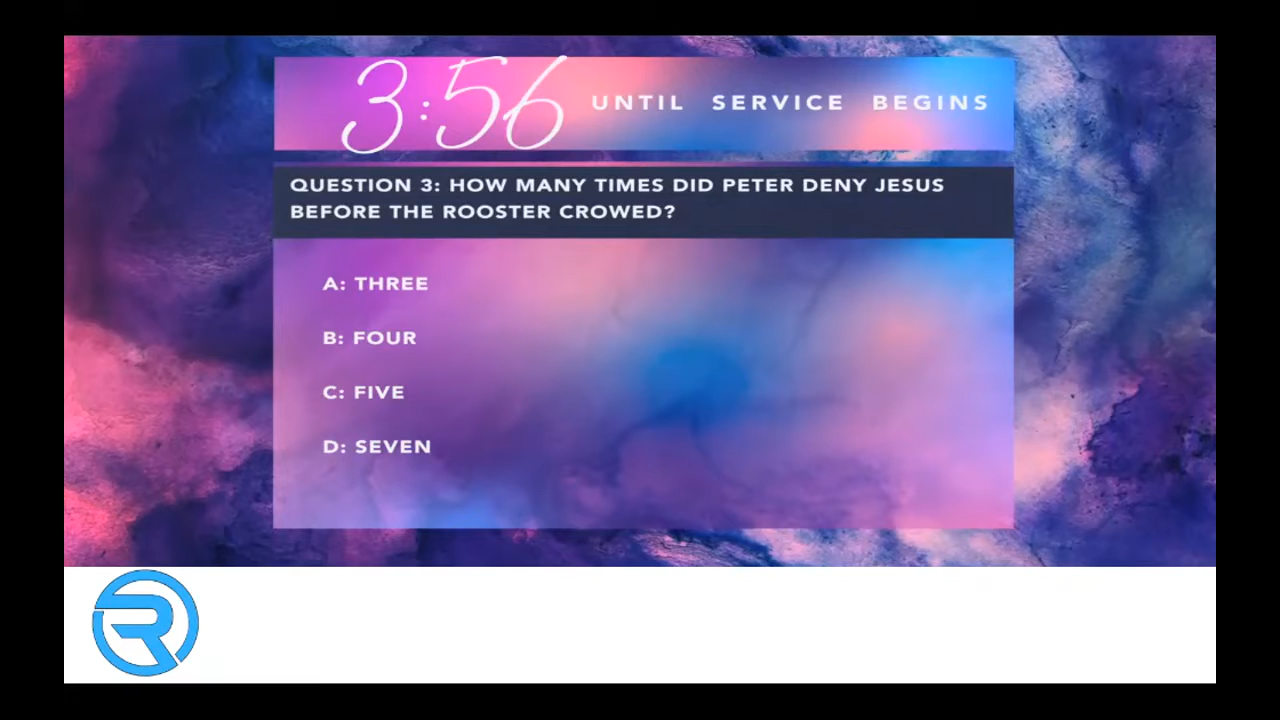 3:56 UNTIL SERVICE BEGINS
QUESTION 3: HOW MANY TIMES DID PETER DENY JESUS
BEFORE THE ROOSTER CROWED?
A: THREE
B: FOUR
C: FIVE
D: SEVEN
R